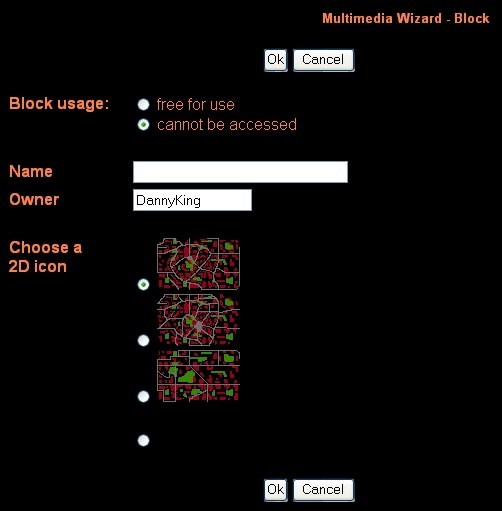 Multimedia Wizard - Block
Ok Cancel
Block usage: free for use
cannot be accessed
Name
Owner DannyKing
Choose a
2D icon
Ok Cancel